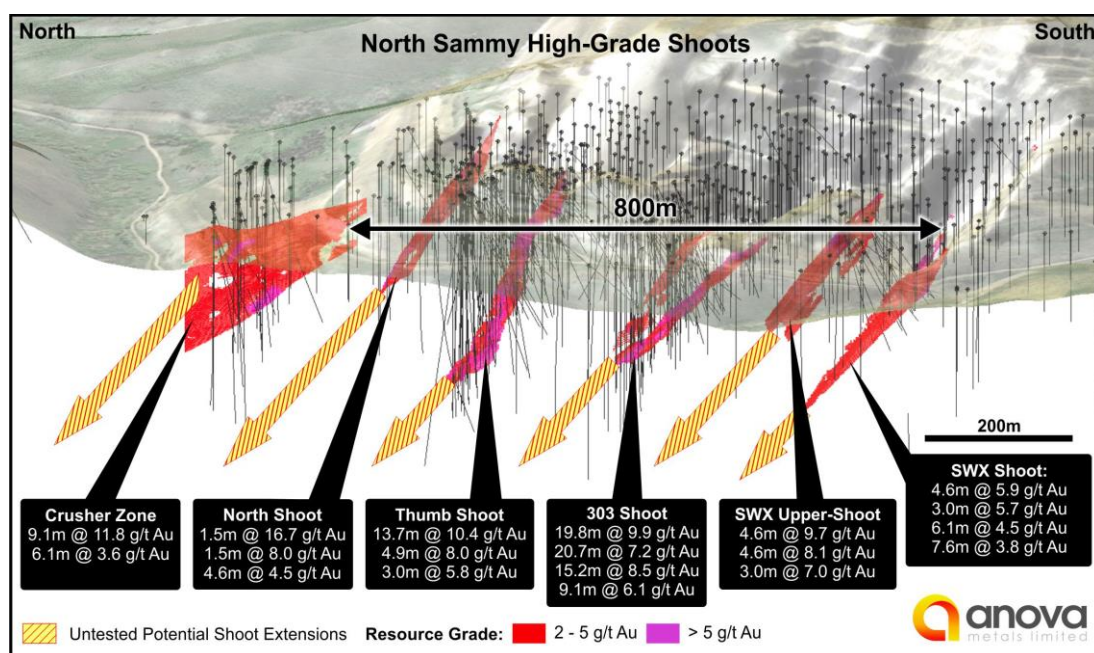 North
South
North Sammy High-Grade Shoots
800m
200m
Crusher Zone
9.1m @ 11.8 g/t Au
6.1m @ 3.6 g/t Au
North Shoot
1.5m @ 16.7 g/t Au
1.5m @ 8.0 g/t Au
4.6m @ 4.5 g/t Au
Thumb Shoot
13.7m @ 10.4 g/t Au
4.9m @ 8.0 g/t Au
3.0m @ 5.8 g/t Au
303 Shoot
19.8m @ 9.9 g/t Au
20.7m @ 7.2 g/t Au
15.2m @ 8.5 g/t Au
9.1m @ 6.1 g/t Au
SWX Upper-Shoot
4.6m @ 9.7 g/t Au
4.6m @ 8.1 g/t Au
3.0m @ 7.0 g/t Au
SWX Shoot:
4.6m @ 5.9 g/t Au
3.0m @ 5.7 g/t Au
6.1m @ 4.5 g/t Au
7.6m @ 3.8 g/t Au
Untested Potential Shoot Extensions Resource Grade: 2 - 5 g/t Au > 5 g/t Au
anova
metals limited